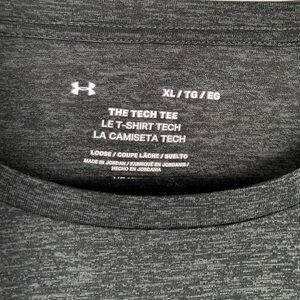 XL / TG / EG
THE TECH TEE
LE T-SHIRT TECH
LA CAMISETA TECH
LOOSE / COUPE LÂCHE / SUELTO
MADE IN JORDAN / FABRIQUÉ EN JORDANIE /
HECHO EN JORDANIA